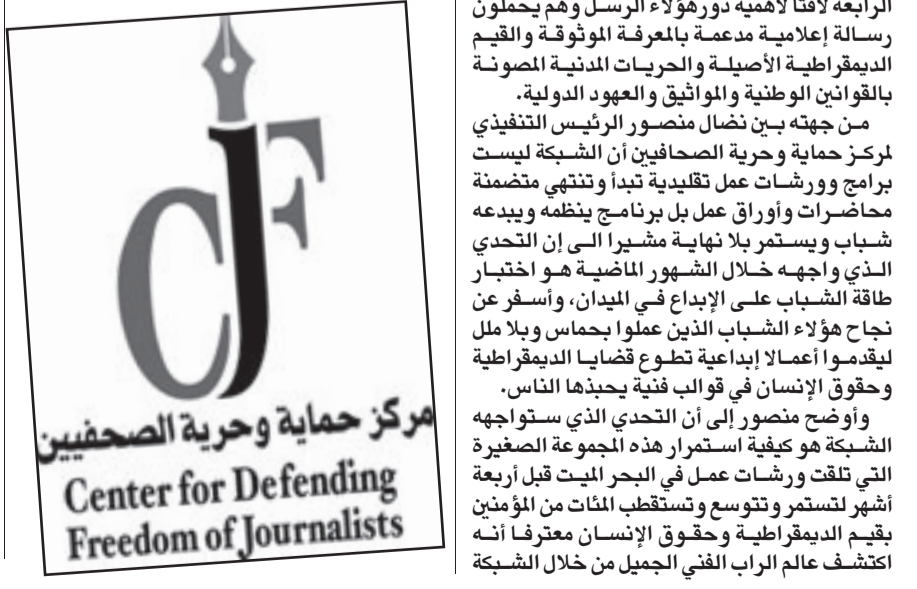 الرابعة لافتا لأهمية دورهؤلاء الرسل وهم يحملون
رسالة إعلامية مدعمة بالمعرفة الموثوقة والقيم
الديمقراطية الأصيلة والحريات المدنية المصونة
بالقوانين الوطنية والمواثيق والعهود الدولية.
من جهته بين نضال منصور الرئيس التنفيذي
لمركز حماية وحرية الصحافيين أن الشبكة ليست
برامج وورشات عمل تقليدية تبدأ وتنتهي متضمنة
محاضرات وأوراق عمل بل برنامج ينظمه ويبدعه
شباب ويستمر بلا نهاية مشيرا الى إن التحدي
الذي واجهه خلال الشهور الماضية هو اختبار
طاقة الشباب على الإبداع في الميدان، وأسفر عن
نجاح هؤلاء الشباب الذين عملوا بحماس وبلا ملل
ليقدموا أعمالا إبداعية تطوع قضايا الديمقراطية
وحقوق الإنسان في قوالب فنية يحبذها الناس.
وأوضح منصور إلى أن التحدي الذي ستواجهه
الشبكة هو كيفية استمرار هذه المجموعة الصغيرة
التي تلقت ورشات عمل في البحر الميت قبل أربعة
أشهر لتستمر وتتوسع وتستقطب المئات من المؤمنين
بقيم الديمقراطية وحقوق الإنسان معترفا أنه
اكتشف عالم الراب الفني الجميل من خلال الشبكة
CJF
مركز حماية وحرية الصحفيين
Center for Defending
Freedom of Journalists